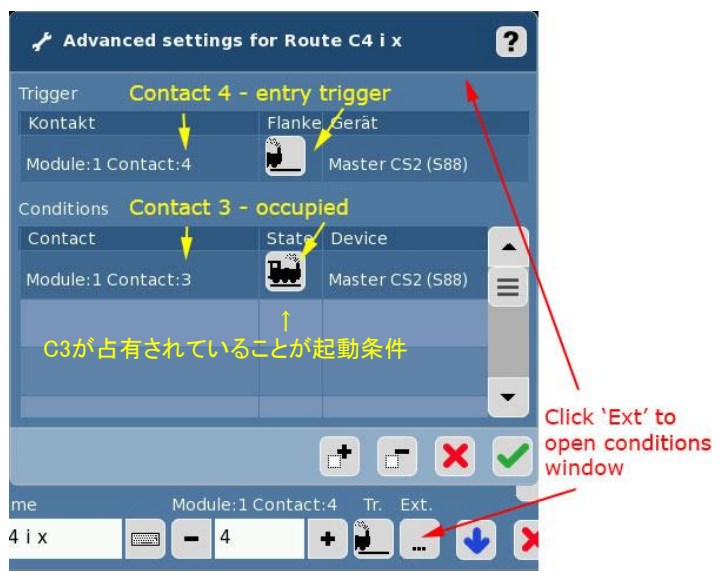 Advanced settings for Route C4 i x
?
Trigger
Contact 4 - entry trigger
Kontakt Flanke Gerät
Module:1 Contact:4 Master CS2 (S88)
Conditions
Contact 3 - occupied
Contact State Device
Module:1 Contact:3 Master CS2 (S88)
↑
C3が占有されていることが起動条件
Click ‘Ext’ to
open conditions
window
me Module:1 Contact:4 Tr. Ext.
4 i x - 4 + ...